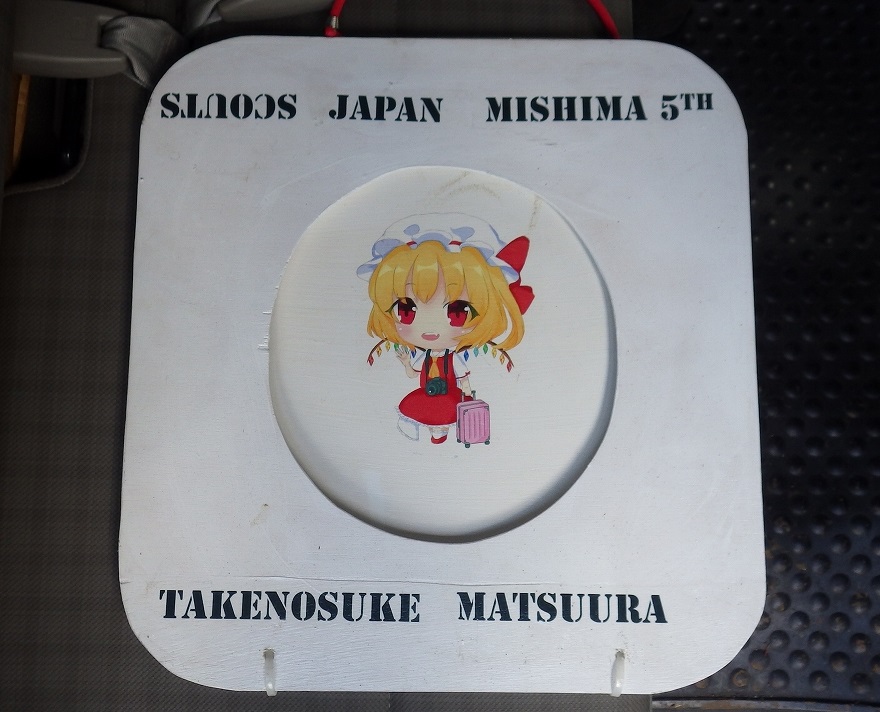 SCOUTS JAPAN MISHIMA 5TH
TAKENOSUKE MATSUURA